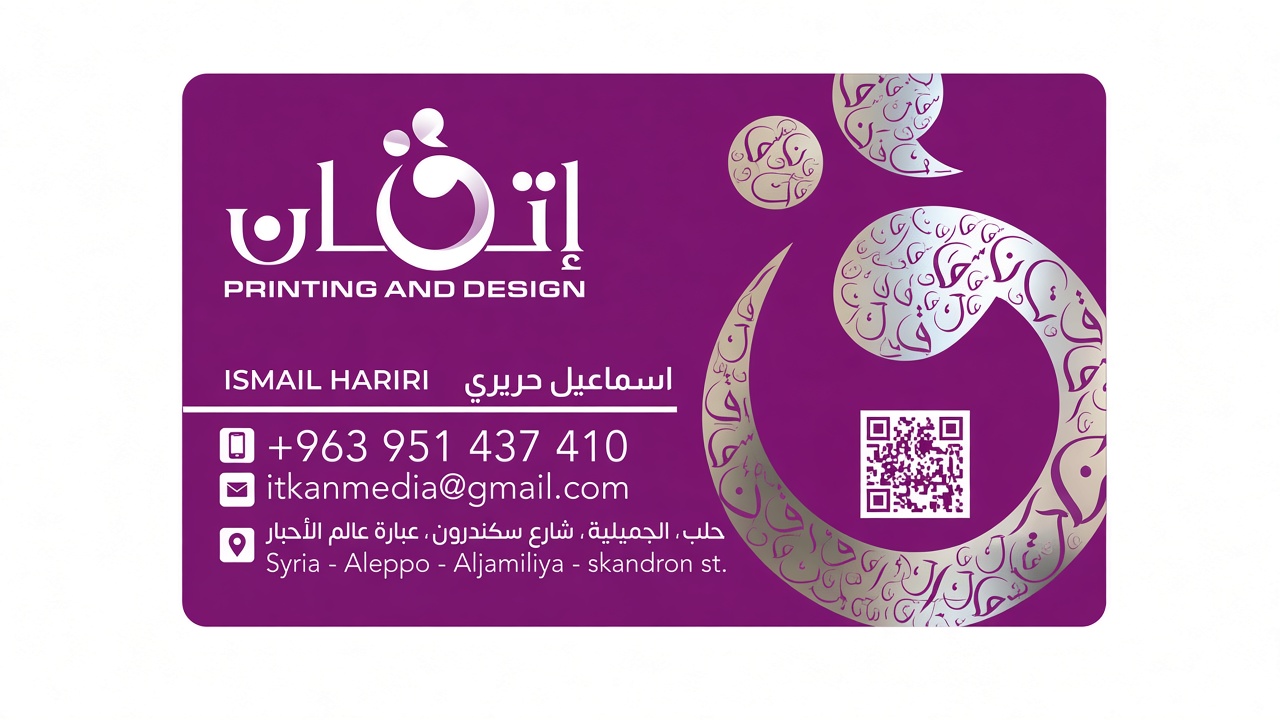 إتقان
PRINTING AND DESIGN
ISMAIL HARIRI اسماعيل حريري
+963 951 437 410
itkanmedia@gmail.com
حلب، الجميلية، شارع سكندرون، عبارة عالم الأحبار
Syria - Aleppo - Aljamiliya - skandron st.